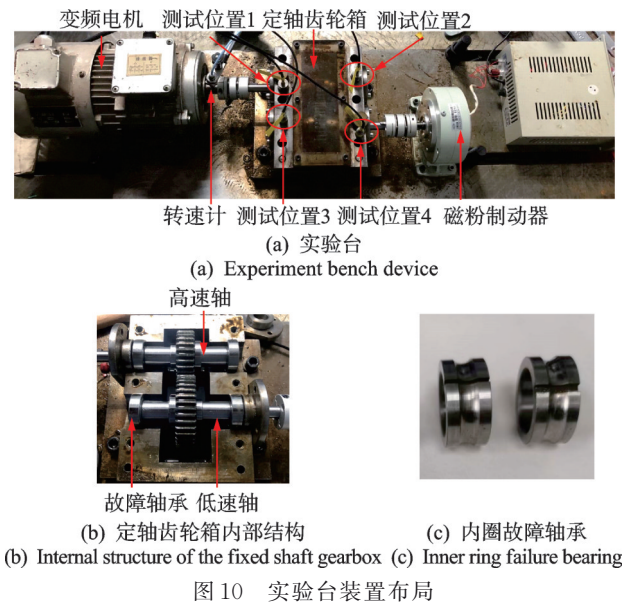 变频电机 测试位置1 定轴齿轮箱 测试位置2
转速计 测试位置3 测试位置4 磁粉制动器
(a) 实验台
(a) Experiment bench device
高速轴
故障轴承 低速轴
(b) 定轴齿轮箱内部结构
(b) Internal structure of the fixed shaft gearbox
(c) 内圈故障轴承
(c) Inner ring failure bearing
图10 实验台装置布局